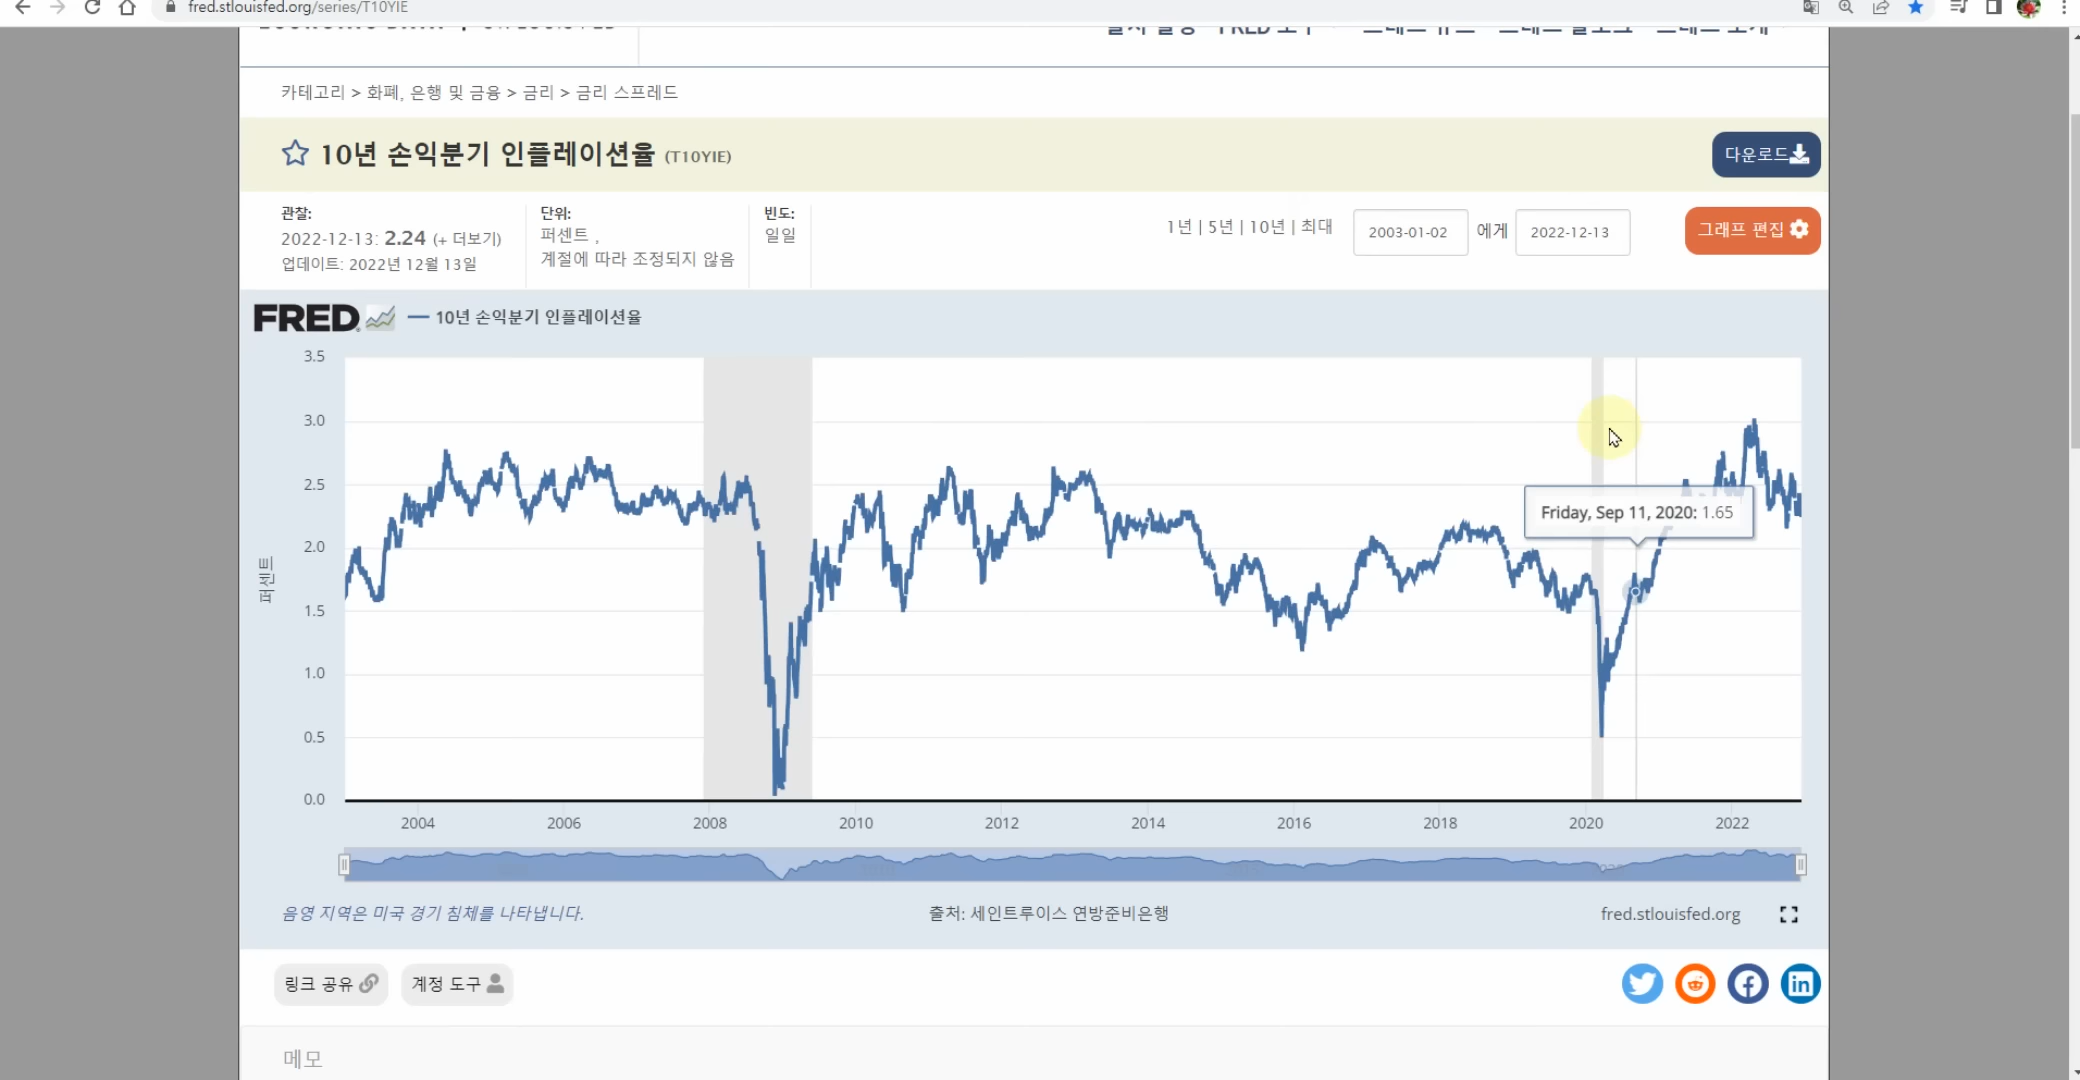 fred.stlouisfed.org/series/T10YIE
카테고리 > 화폐, 은행 및 금융 > 금리 > 금리 스프레드
10년 손익분기 인플레이션율 (T10YIE)
다운로드
관찰:
2022-12-13: 2.24 (+ 더보기)
업데이트: 2022년 12월 13일
단위:
퍼센트 ,
계절에 따라 조정되지 않음
빈도:
일일
1년 | 5년 | 10년 | 최대
2003-01-02 에게 2022-12-13
그래프 편집
FRED 10년 손익분기 인플레이션율
3.5
3.0
2.5
2.0
1.5
1.0
0.5
0.0
퍼센트
Friday, Sep 11, 2020: 1.65
2004 2006 2008 2010 2012 2014 2016 2018 2020 2022
음영 지역은 미국 경기 침체를 나타냅니다.
출처: 세인트루이스 연방준비은행
fred.stlouisfed.org
링크 공유
계정 도구
메모